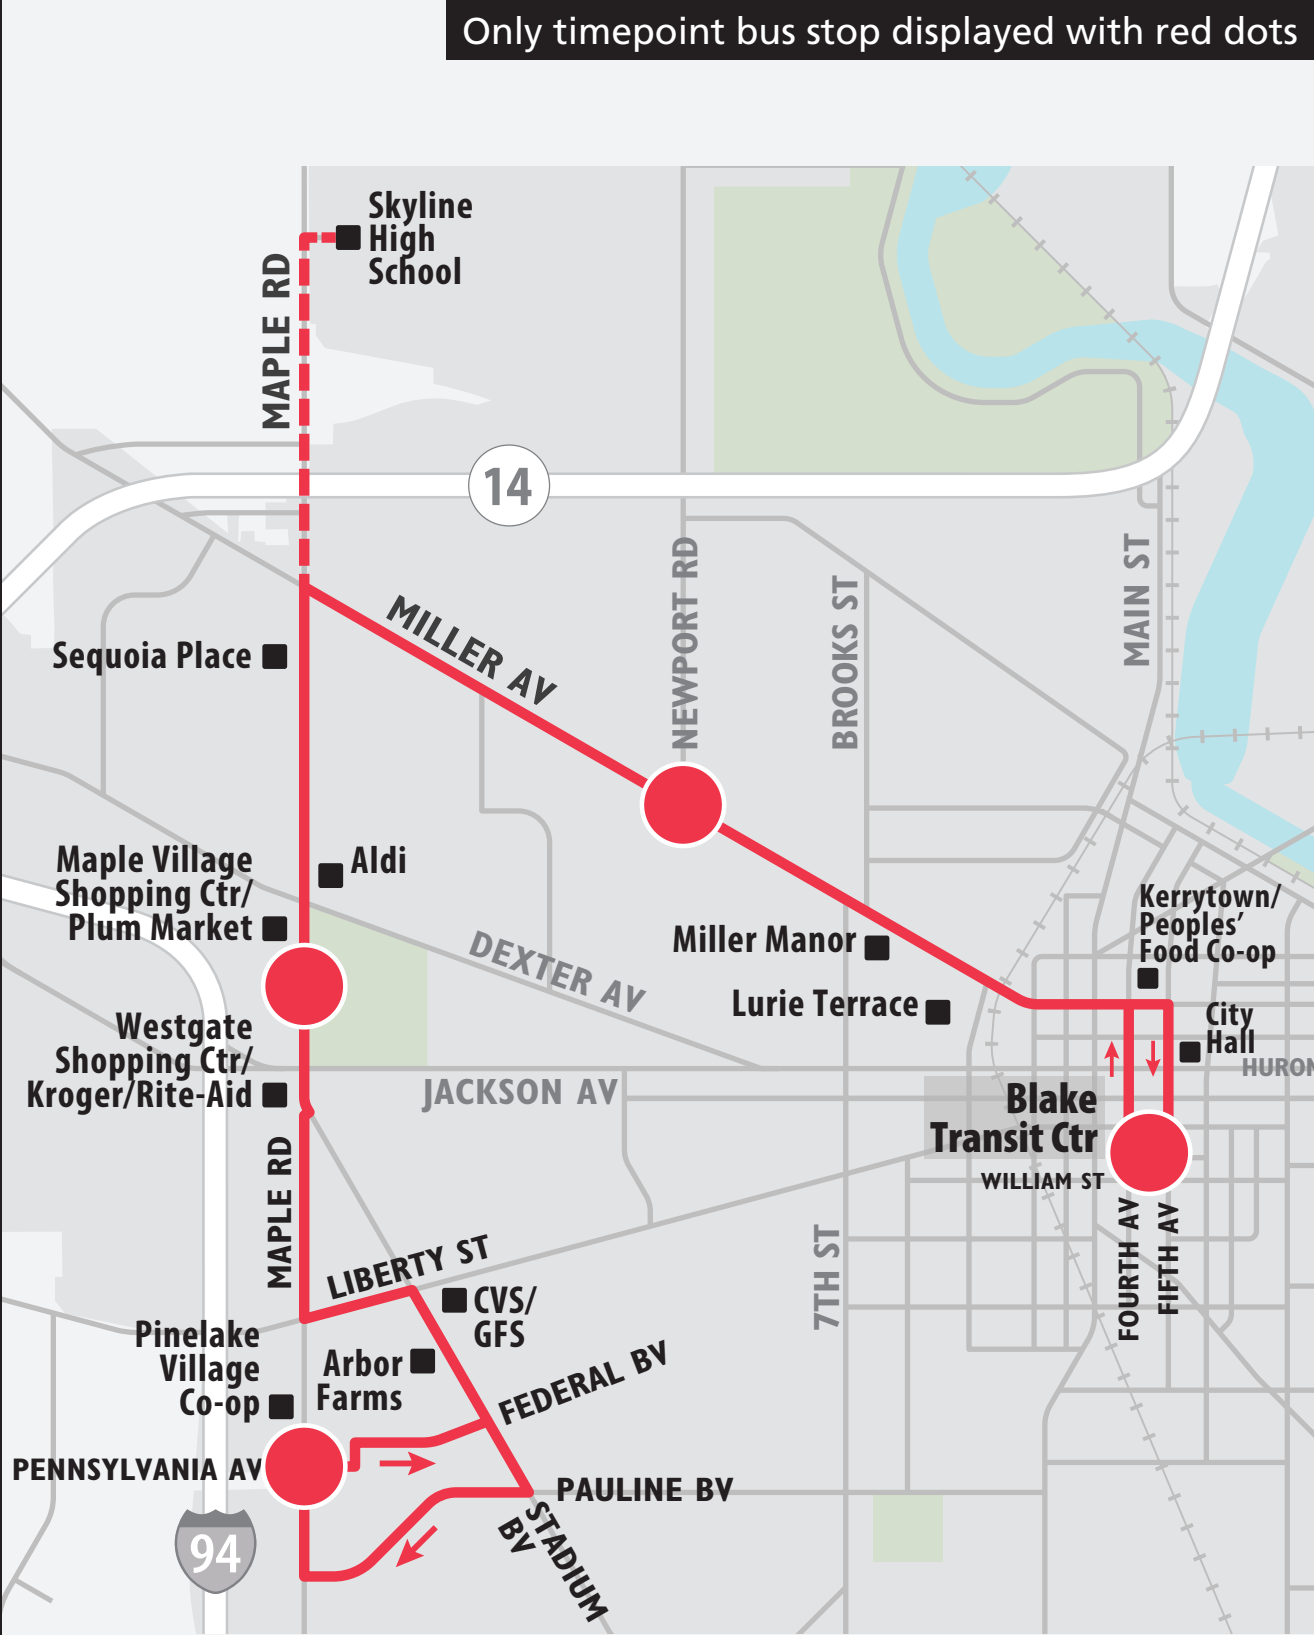 Only timepoint bus stop displayed with red dots
Skyline
High
School
MAPLE RD
14
MILLER AV
NEWPORT RD
BROOKS ST
MAIN ST
Sequoia Place
Aldi
Maple Village
Shopping Ctr/
Plum Market
DEXTER AV
Miller Manor
Lurie Terrace
Kerrytown/
Peoples’
Food Co-op
City
Hall
HURON
Westgate
Shopping Ctr/
Kroger/Rite-Aid
JACKSON AV
Blake
Transit Ctr
WILLIAM ST
MAPLE RD
LIBERTY ST
7TH ST
FOURTH AV
FIFTH AV
CVS/
GFS
Pinelake
Village
Co-op
Arbor
Farms
FEDERAL BV
PENNSYLVANIA AV
PAULINE BV
STADIUM
BV
94